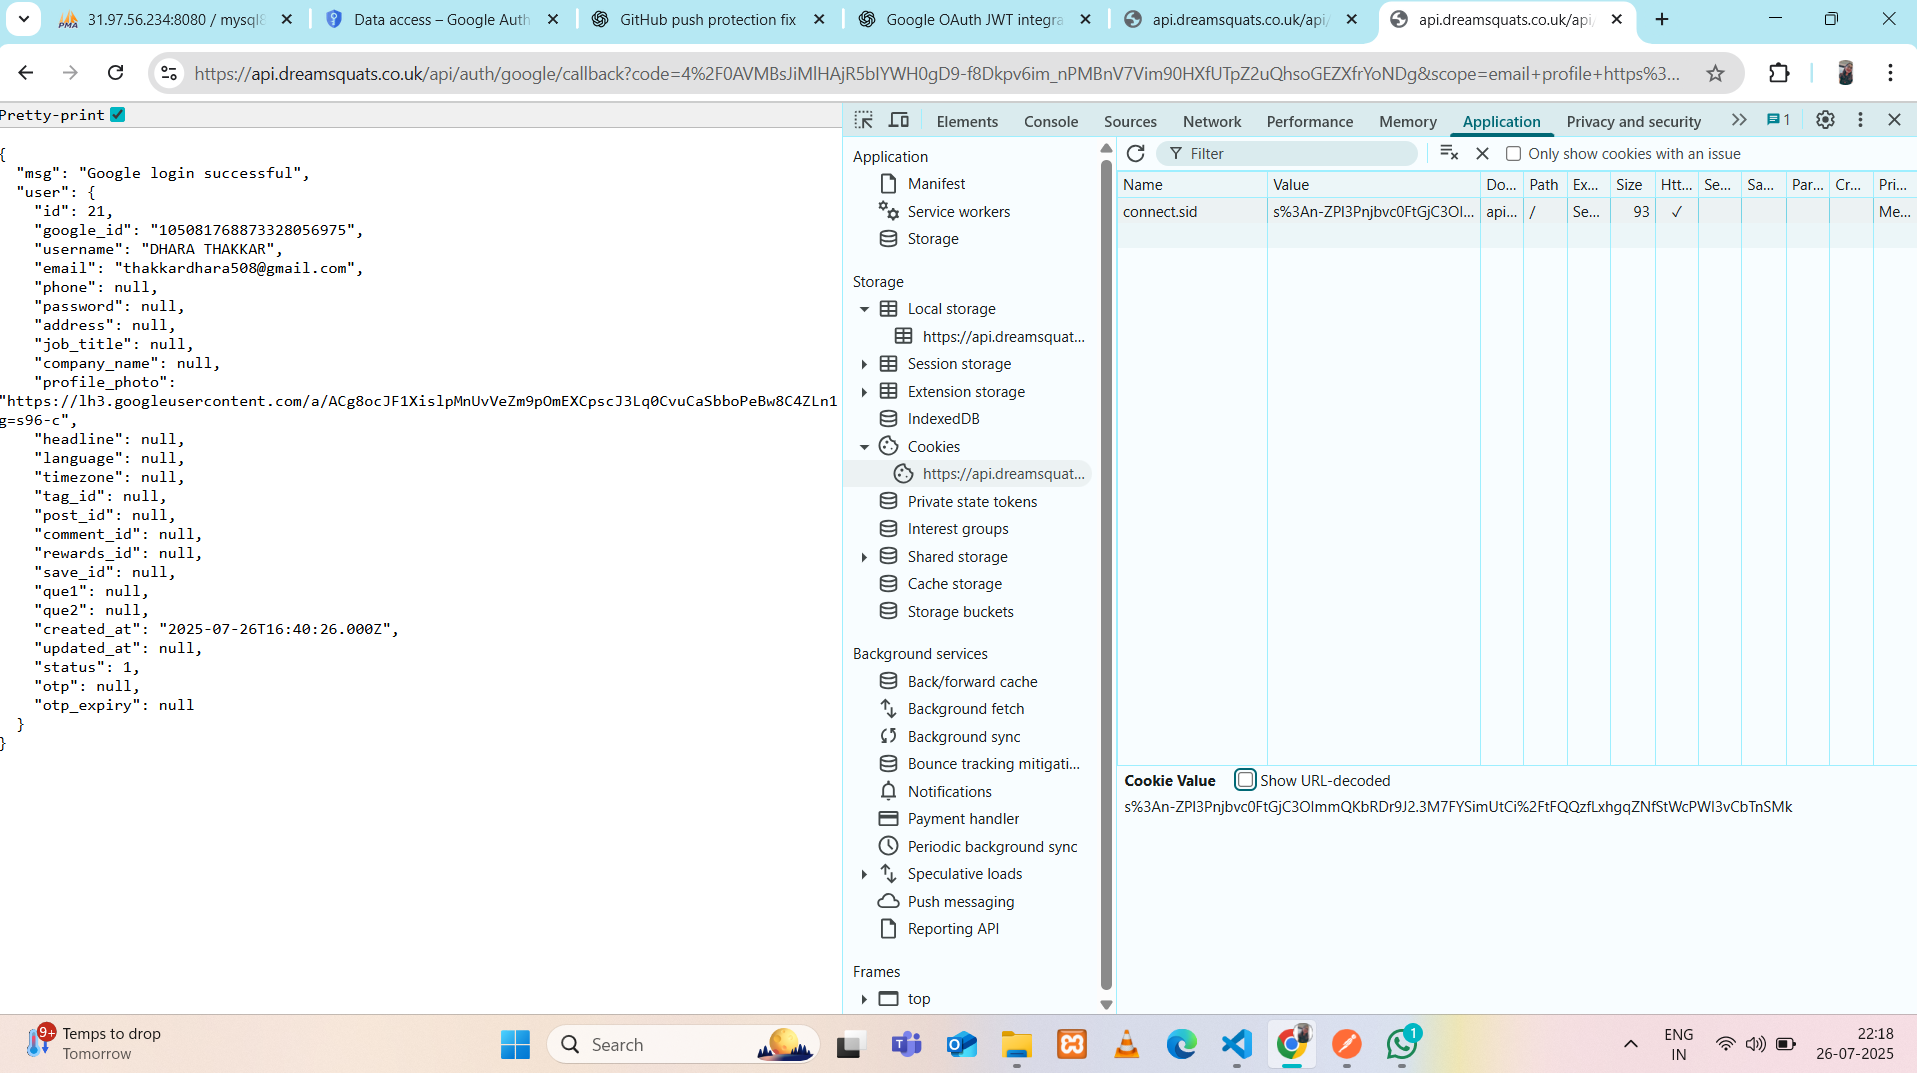 31.97.56.234:8080 / mysql8
Data access – Google Auth
GitHub push protection fix
Google OAuth JWT integra
api.dreamsquats.co.uk/api/
api.dreamsquats.co.uk/api/
https://api.dreamsquats.co.uk/api/auth/google/callback?code=4%2F0AVMBsJiMlHAjR5bIYWH0gD9-f8Dkpv6im_nPMBnV7Vim90HXfUTpZ2uQhsoGEZXfrYoNDg&scope=email+profile+https%3...
Pretty-print
{
"msg": "Google login successful",
"user": {
"id": 21,
"google_id": "105081768873328056975",
"username": "DHARA THAKKAR",
"email": "thakkardhara508@gmail.com",
"phone": null,
"password": null,
"address": null,
"job_title": null,
"company_name": null,
"profile_photo":
"https://lh3.googleusercontent.com/a/ACg8ocJF1XislpMnUvVeZm9pOmEXCpscJ3Lq0CvuCaSbboPeBw8C4ZLn1
g=s96-c",
"headline": null,
"language": null,
"timezone": null,
"tag_id": null,
"post_id": null,
"comment_id": null,
"rewards_id": null,
"save_id": null,
"que1": null,
"que2": null,
"created_at": "2025-07-26T16:40:26.000Z",
"updated_at": null,
"status": 1,
"otp": null,
"otp_expiry": null
}
}
Elements Console Sources Network Performance Memory Application Privacy and security 1
Application
Manifest
Service workers
Storage
Storage
Local storage
https://api.dreamsquat...
Session storage
Extension storage
IndexedDB
Cookies
https://api.dreamsquat...
Private state tokens
Interest groups
Shared storage
Cache storage
Storage buckets
Background services
Back/forward cache
Background fetch
Background sync
Bounce tracking mitigati...
Notifications
Payment handler
Periodic background sync
Speculative loads
Push messaging
Reporting API
Frames
top
Filter Only show cookies with an issue
Name Value Do... Path Ex... Size Htt... Se... Sa... Par... Cr... Pri...
connect.sid s%3An-ZPI3Pnjbvc0FtGjC3Ol... api... / Se... 93 ✓ Me...
Cookie Value Show URL-decoded
s%3An-ZPI3Pnjbvc0FtGjC3OlmmQKbRDr9J2.3M7FYSimUtCi%2FtFQQzfLxhgqZNfStWcPWI3vCbTnSMk
9+
Temps to drop
Tomorrow
Search
1
ENG
IN
22:18
26-07-2025